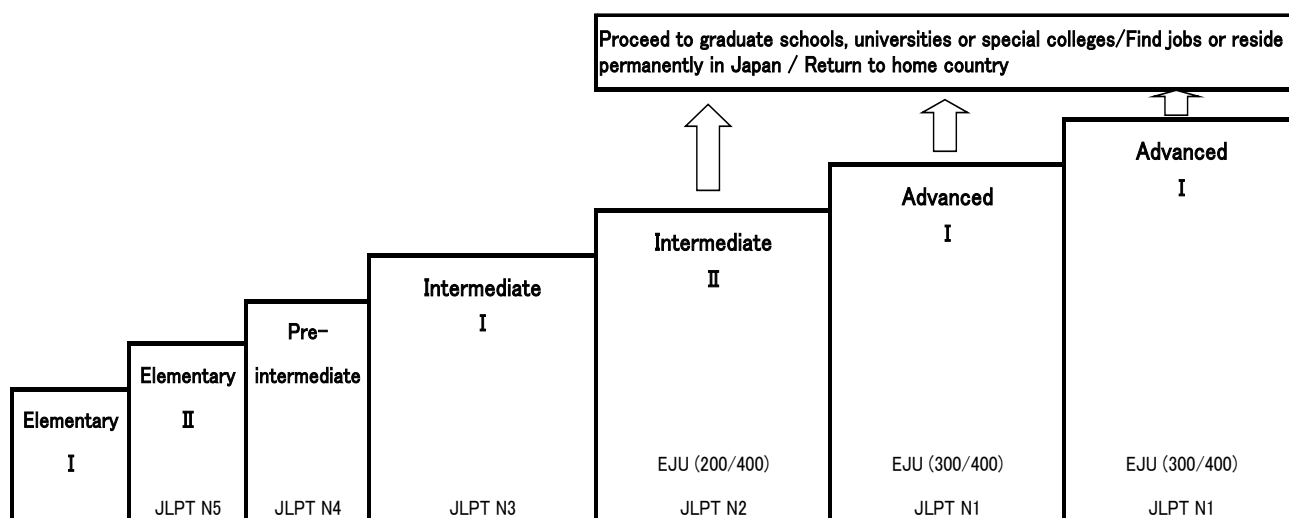 Proceed to graduate schools, universities or special colleges/Find jobs or reside
permanently in Japan / Return to home country
Elementary
Ⅰ
Elementary
Ⅱ
JLPT N5
Pre-
intermediate
JLPT N4
Intermediate
Ⅰ
JLPT N3
Intermediate
Ⅱ
EJU (200/400)
JLPT N2
Advanced
Ⅰ
EJU (300/400)
JLPT N1
Advanced
Ⅰ
EJU (300/400)
JLPT N1